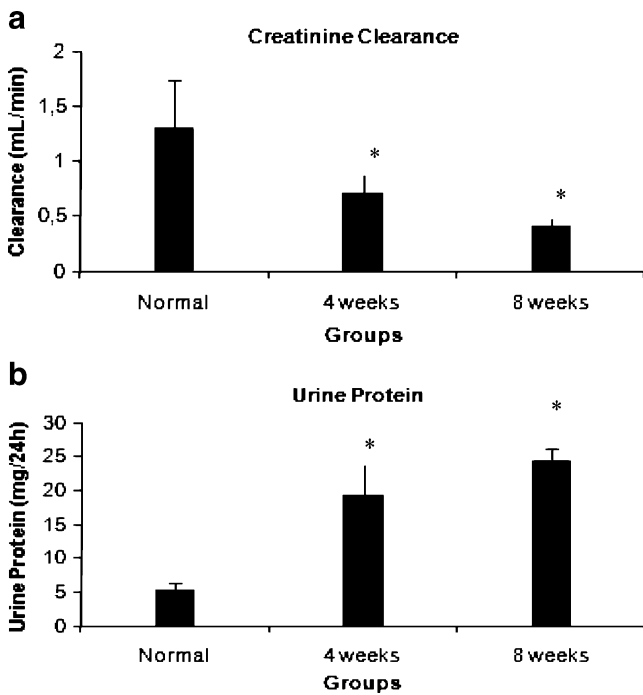 a
Creatinine Clearance
Clearance (mL/min)
2
1,5
1
0,5
0
*
*
Normal 4 weeks 8 weeks
Groups
b
Urine Protein
Urine Protein (mg/24h)
30
25
20
15
10
5
0
*
*
Normal 4 weeks 8 weeks
Groups